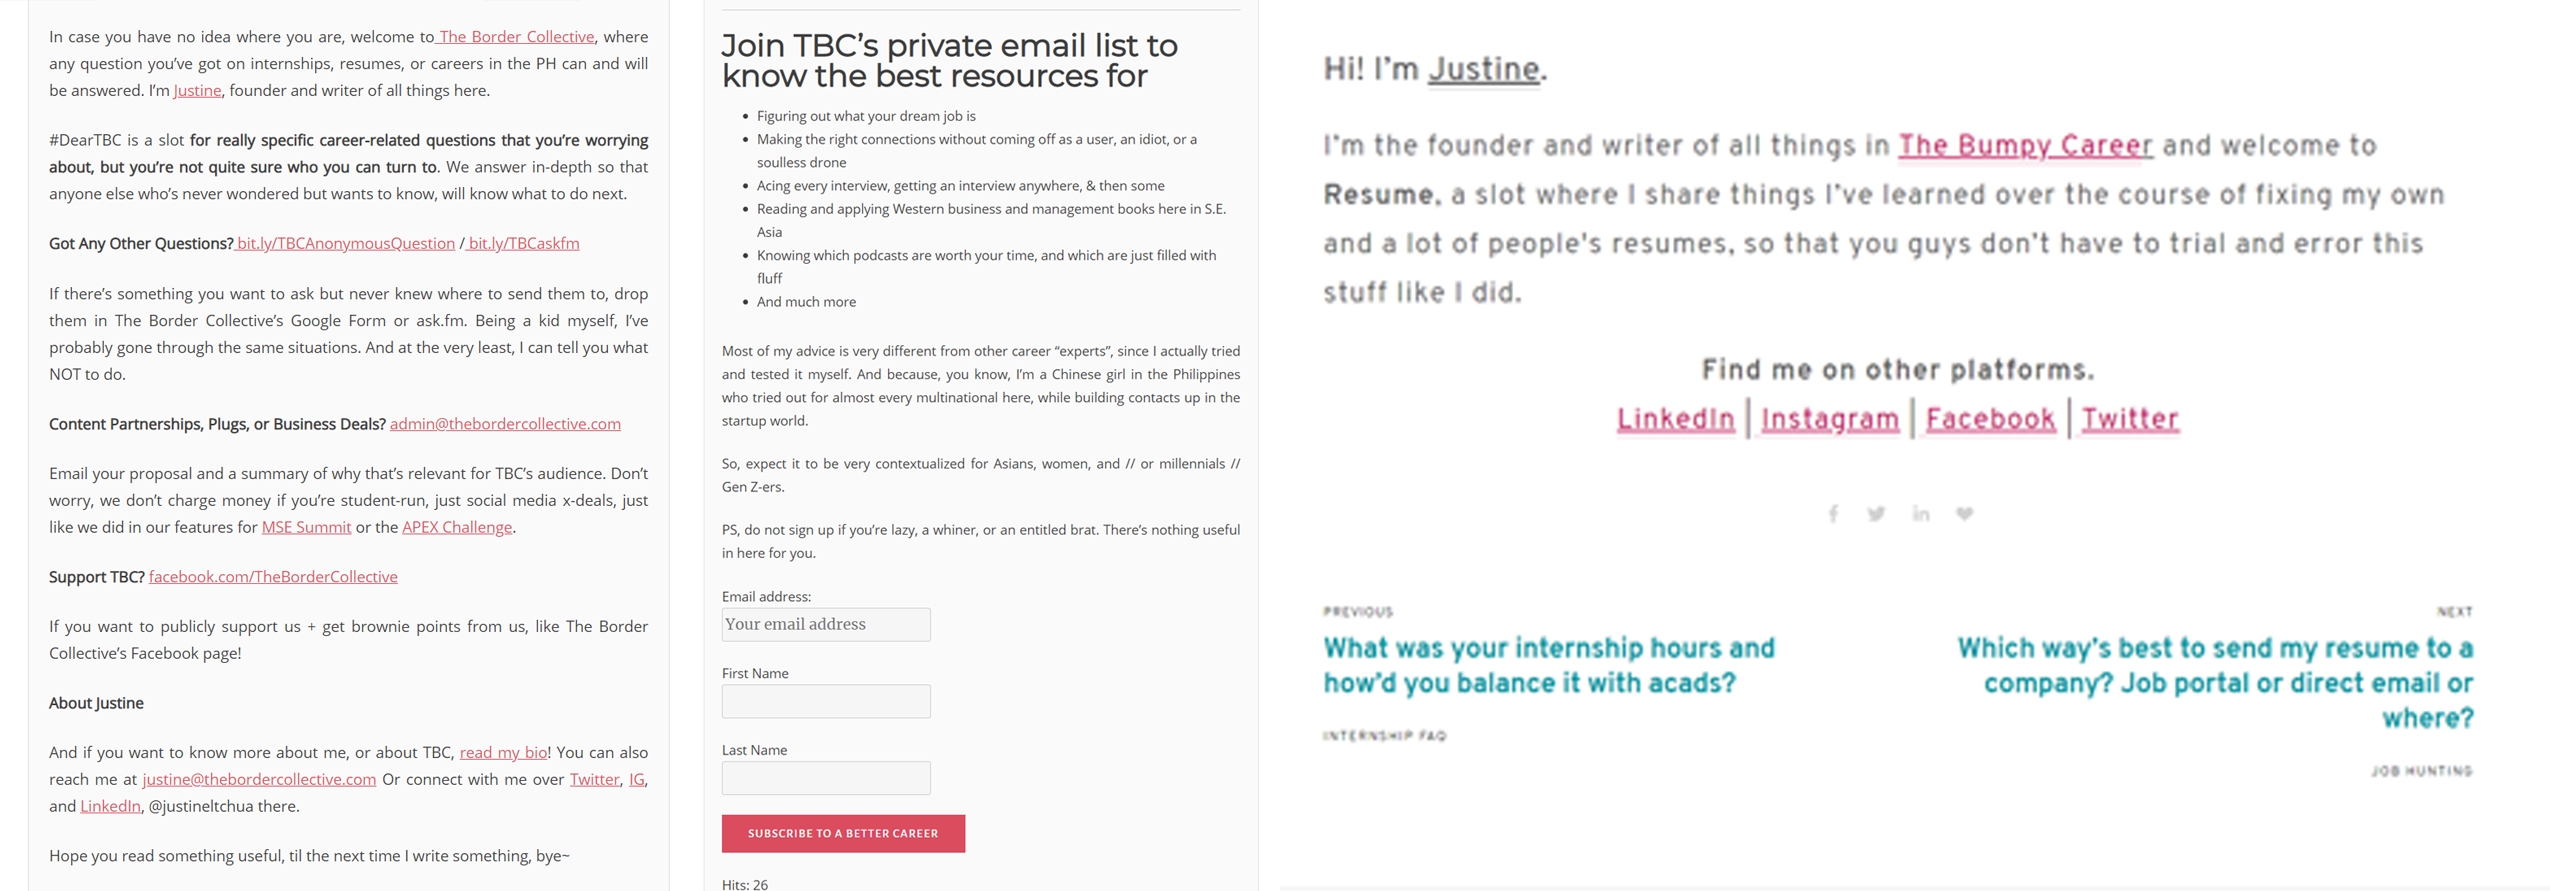 In case you have no idea where you are, welcome to The Border Collective, where
any question you’ve got on internships, resumes, or careers in the PH can and will
be answered. I’m Justine, founder and writer of all things here.
#DearTBC is a slot for really specific career-related questions that you’re worrying
about, but you’re not quite sure who you can turn to. We answer in-depth so that
anyone else who’s never wondered but wants to know, will know what to do next.
Got Any Other Questions? bit.ly/TBCAnonymousQuestion / bit.ly/TBCaskfm
If there’s something you want to ask but never knew where to send them to, drop
them in The Border Collective’s Google Form or ask.fm. Being a kid myself, I’ve
probably gone through the same situations. And at the very least, I can tell you what
NOT to do.
Content Partnerships, Plugs, or Business Deals? admin@thebordercollective.com
Email your proposal and a summary of why that’s relevant for TBC’s audience. Don’t
worry, we don’t charge money if you’re student-run, just social media x-deals, just
like we did in our features for MSE Summit or the APEX Challenge.
Support TBC? facebook.com/TheBorderCollective
If you want to publicly support us + get brownie points from us, like The Border
Collective’s Facebook page!
About Justine
And if you want to know more about me, or about TBC, read my bio! You can also
reach me at justine@thebordercollective.com Or connect with me over Twitter, IG,
and LinkedIn, @justineltchua there.
Hope you read something useful, til the next time I write something, bye~
Join TBC’s private email list to
know the best resources for
• Figuring out what your dream job is
• Making the right connections without coming off as a user, an idiot, or a
soulless drone
• Acing every interview, getting an interview anywhere, & then some
• Reading and applying Western business and management books here in S.E.
Asia
• Knowing which podcasts are worth your time, and which are just filled with
fluff
• And much more
Most of my advice is very different from other career “experts”, since I actually tried
and tested it myself. And because, you know, I’m a Chinese girl in the Philippines
who tried out for almost every multinational here, while building contacts up in the
startup world.
So, expect it to be very contextualized for Asians, women, and // or millennials //
Gen Z-ers.
PS, do not sign up if you’re lazy, a whiner, or an entitled brat. There’s nothing useful
in here for you.
Email address:
Your email address
First Name
Last Name
SUBSCRIBE TO A BETTER CAREER
Hits: 26
Hi! I’m Justine.
I’m the founder and writer of all things in The Bumpy Career and welcome to
Resume, a slot where I share things I’ve learned over the course of fixing my own
and a lot of people’s resumes, so that you guys don’t have to trial and error this
stuff like I did.
Find me on other platforms.
LinkedIn | Instagram | Facebook | Twitter
PREVIOUS
What was your internship hours and
how’d you balance it with acads?
INTERNSHIP FAQ
NEXT
Which way’s best to send my resume to a
company? Job portal or direct email or
where?
JOB HUNTING